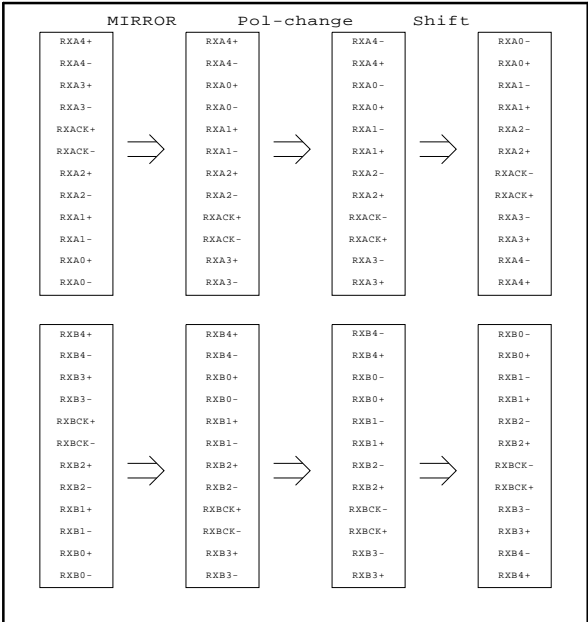 MIRROR Pol-change Shift
RXA4+ RXA4+ RXA4- RXA0-
RXA4- RXA4- RXA4+ RXA0+
RXA3+ RXA0+ RXA0- RXA1-
RXA3- RXA0- RXA0+ RXA1+
RXACK+ RXA1+ RXA1- RXA2-
RXACK- RXA1- RXA1+ RXA2+
RXA2+ RXA2+ RXA2- RXACK-
RXA2- RXA2- RXA2+ RXACK+
RXA1+ RXACK+ RXACK- RXA3-
RXA1- RXACK- RXACK+ RXA3+
RXA0+ RXA3+ RXA3- RXA4-
RXA0- RXA3- RXA3+ RXA4+
RXB4+ RXB4+ RXB4- RXB0-
RXB4- RXB4- RXB4+ RXB0+
RXB3+ RXB0+ RXB0- RXB1-
RXB3- RXB0- RXB0+ RXB1+
RXBCK+ RXB1+ RXB1- RXB2-
RXBCK- RXB1- RXB1+ RXB2+
RXB2+ RXB2+ RXB2- RXBCK-
RXB2- RXB2- RXB2+ RXBCK+
RXB1+ RXBCK+ RXBCK- RXB3-
RXB1- RXBCK- RXBCK+ RXB3+
RXB0+ RXB3+ RXB3- RXB4-
RXB0- RXB3- RXB3+ RXB4+